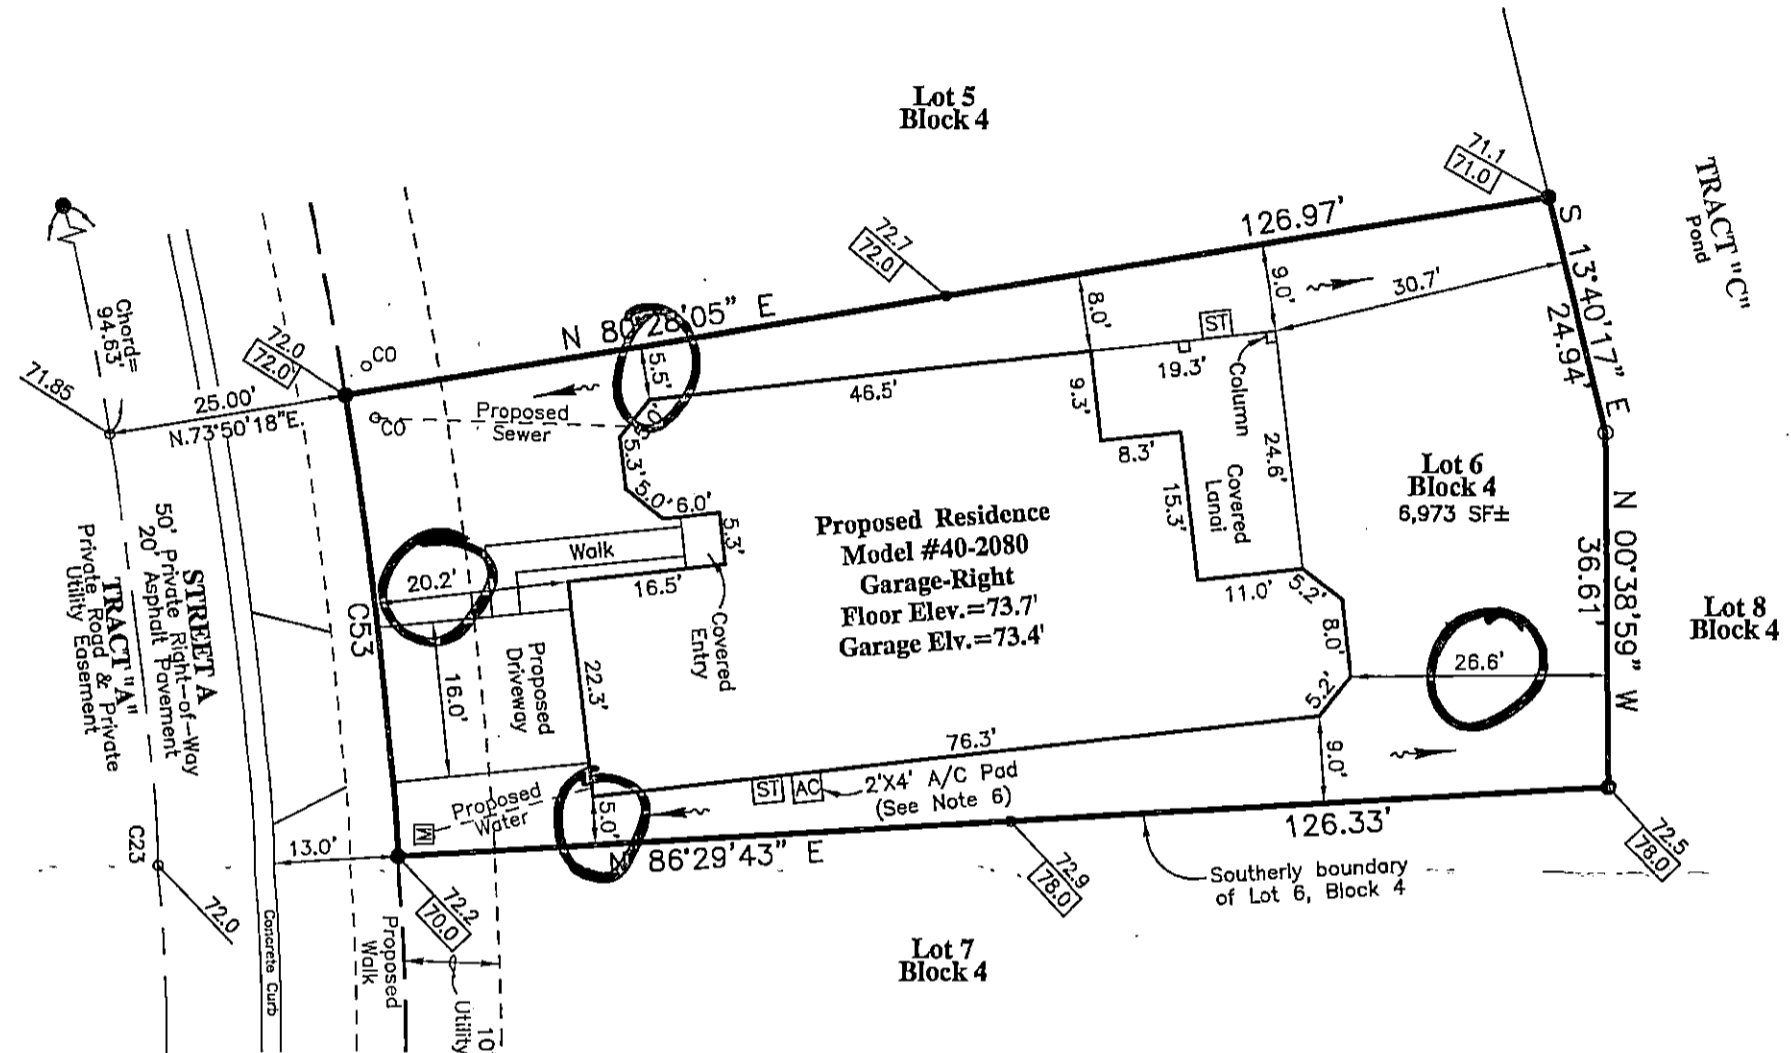 Lot 5
Block 4
71.1
71.0
TRACT "C"
Pond
72.7
72.0
126.97'
S 13°40'17" E
24.94'
30.7'
9.0'
8.0'
N 80°28'05" E
5.5'
72.0
72.0
CO
CO
Chord=
94.63'
71.85
25.00'
N.73°50'18"E.
Proposed
Sewer
46.5'
ST
19.3'
Column
9.3'
8.3'
24.6'
Covered
Lanai
15.3'
11.0'
5.3'
5.0'
6.0'
5.3'
Walk
16.5'
Covered
Entry
Proposed Residence
Model #40-2080
Garage-Right
Floor Elev.=73.7'
Garage Elv.=73.4'
Lot 6
Block 4
6,973 SF±
N 00°38'59" W
36.61'
Lot 8
Block 4
5.2'
8.0'
5.2'
26.6'
20.2'
C53
16.0'
Proposed
Driveway
22.3'
STREET A
50' Private Right-of-Way
20' Asphalt Pavement
TRACT "A"
Private Road & Private
Utility Easement
76.3'
9.0'
ST
AC
2'X4' A/C Pad
(See Note 6)
Proposed
Water
W
5.0'
N 86°29'43" E
126.33'
13.0'
C23
72.0
Concrete Curb
72.2
70.0
Proposed
Walk
10'
Utility
72.9
78.0
Southerly boundary
of Lot 6, Block 4
72.5
78.0
Lot 7
Block 4